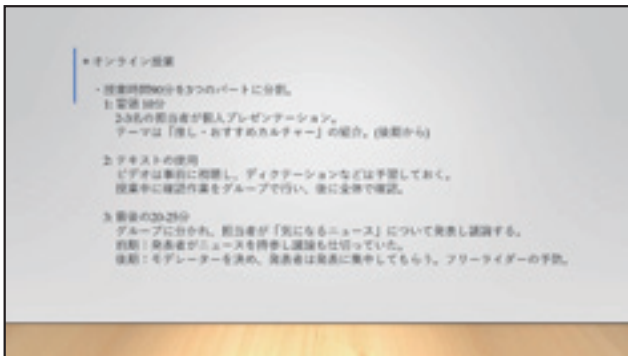 • オンライン授業
・授業時間90分を3つのパートに分割。
1: 冒頭 10分
2-3名の担当者が個人プレゼンテーション。
テーマは「推し・おすすめカルチャー」の紹介。(後期から)
2: テキストの使用
ビデオは事前に視聴し、ディクテーションなどは予習しておく。
授業中に確認作業をグループで行い、後に全体で確認。
3: 最後の20-25分
グループに分かれ、担当者が「気になるニュース」について発表し議論する。
前期：発表者がニュースを持参し議論も仕切っていた。
後期：モデレーターを決め、発表者は発表に集中してもらう。フリーライダーの予防。